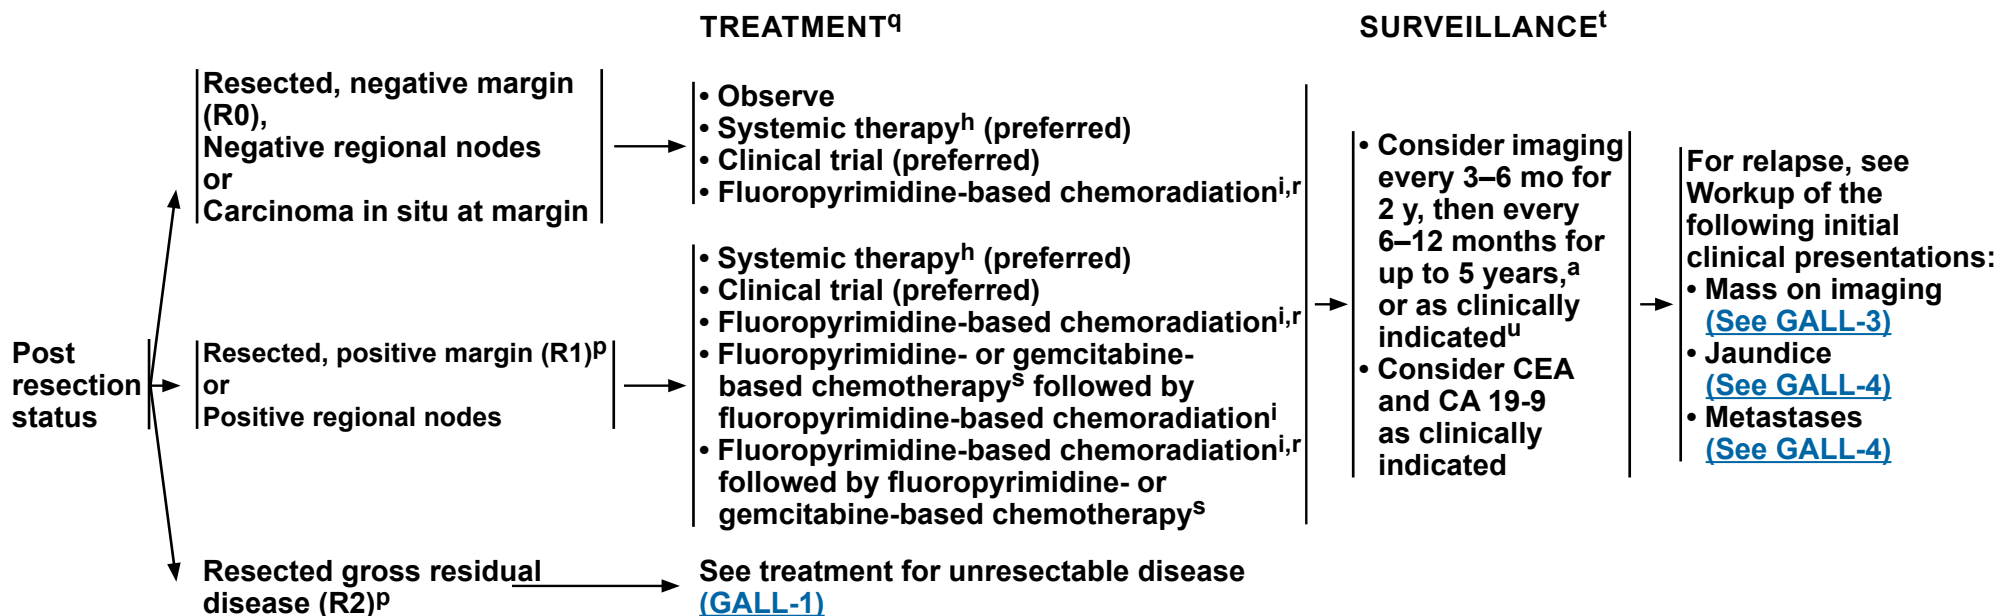 TREATMENTq
SURVEILLANCEt
Post
resection
status
Resected, negative margin
(R0),
Negative regional nodes
or
Carcinoma in situ at margin
• Observe
• Systemic therapyh (preferred)
• Clinical trial (preferred)
• Fluoropyrimidine-based chemoradiationi,r
Resected, positive margin (R1)p
or
Positive regional nodes
• Systemic therapyh (preferred)
• Clinical trial (preferred)
• Fluoropyrimidine-based chemoradiationi,r
• Fluoropyrimidine- or gemcitabine-
based chemotherapys followed by
fluoropyrimidine-based chemoradiationi
• Fluoropyrimidine-based chemoradiationi,r
followed by fluoropyrimidine- or
gemcitabine-based chemotherapys
Resected gross residual
disease (R2)p
See treatment for unresectable disease
(GALL-1)
• Consider imaging
every 3–6 mo for
2 y, then every
6–12 months for
up to 5 years,a
or as clinically
indicatedu
• Consider CEA
and CA 19-9
as clinically
indicated
For relapse, see
Workup of the
following initial
clinical presentations:
• Mass on imaging
(See GALL-3)
• Jaundice
(See GALL-4)
• Metastases
(See GALL-4)